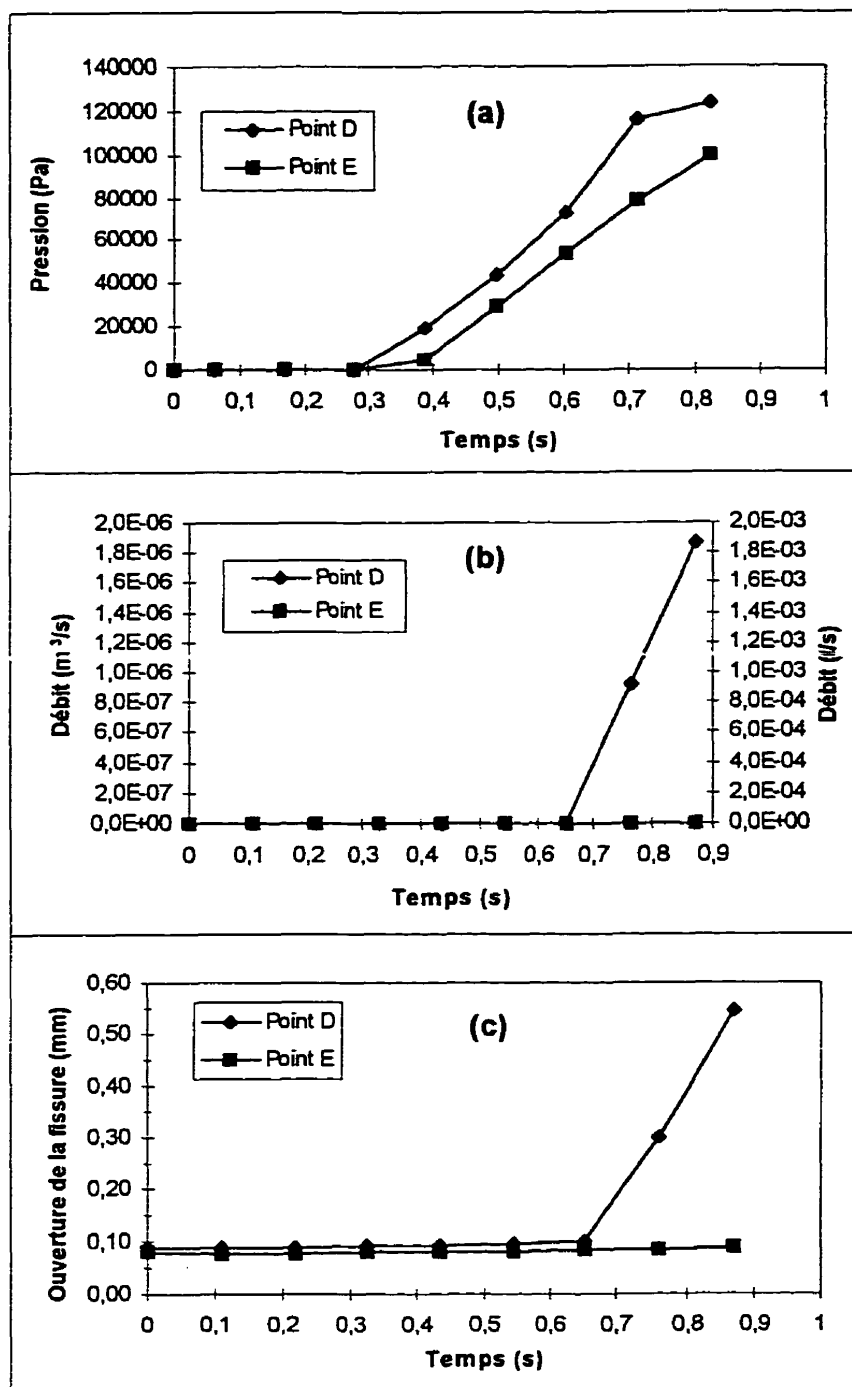 (a)
Point D
Point E
Pression (Pa)
140000
120000
100000
80000
60000
40000
20000
0
0 0,1 0,2 0,3 0,4 0,5 0,6 0,7 0,8 0,9 1
Temps (s)
(b)
Point D
Point E
Débit (m³/s)
2,0E-06
1,8E-06
1,6E-06
1,4E-06
1,2E-06
1,0E-06
8,0E-07
6,0E-07
4,0E-07
2,0E-07
0,0E+00
Débit (l/s)
2,0E-03
1,8E-03
1,6E-03
1,4E-03
1,2E-03
1,0E-03
8,0E-04
6,0E-04
4,0E-04
2,0E-04
0,0E+00
0 0,1 0,2 0,3 0,4 0,5 0,6 0,7 0,8 0,9
Temps (s)
(c)
Point D
Point E
Ouverture de la fissure (mm)
0,60
0,50
0,40
0,30
0,20
0,10
0,00
0 0,1 0,2 0,3 0,4 0,5 0,6 0,7 0,8 0,9 1
Temps (s)